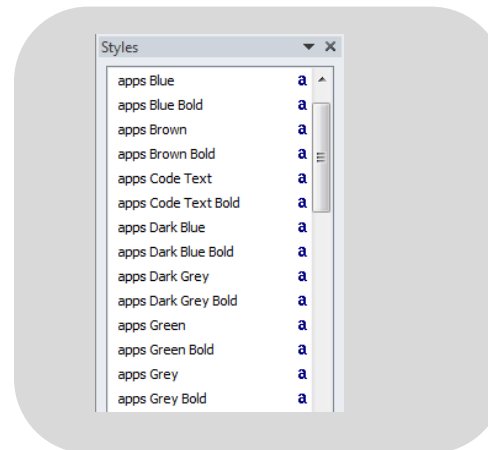 Styles
apps Blue a
apps Blue Bold a
apps Brown a
apps Brown Bold a
apps Code Text a
apps Code Text Bold a
apps Dark Blue a
apps Dark Blue Bold a
apps Dark Grey a
apps Dark Grey Bold a
apps Green a
apps Green Bold a
apps Grey a
apps Grey Bold a